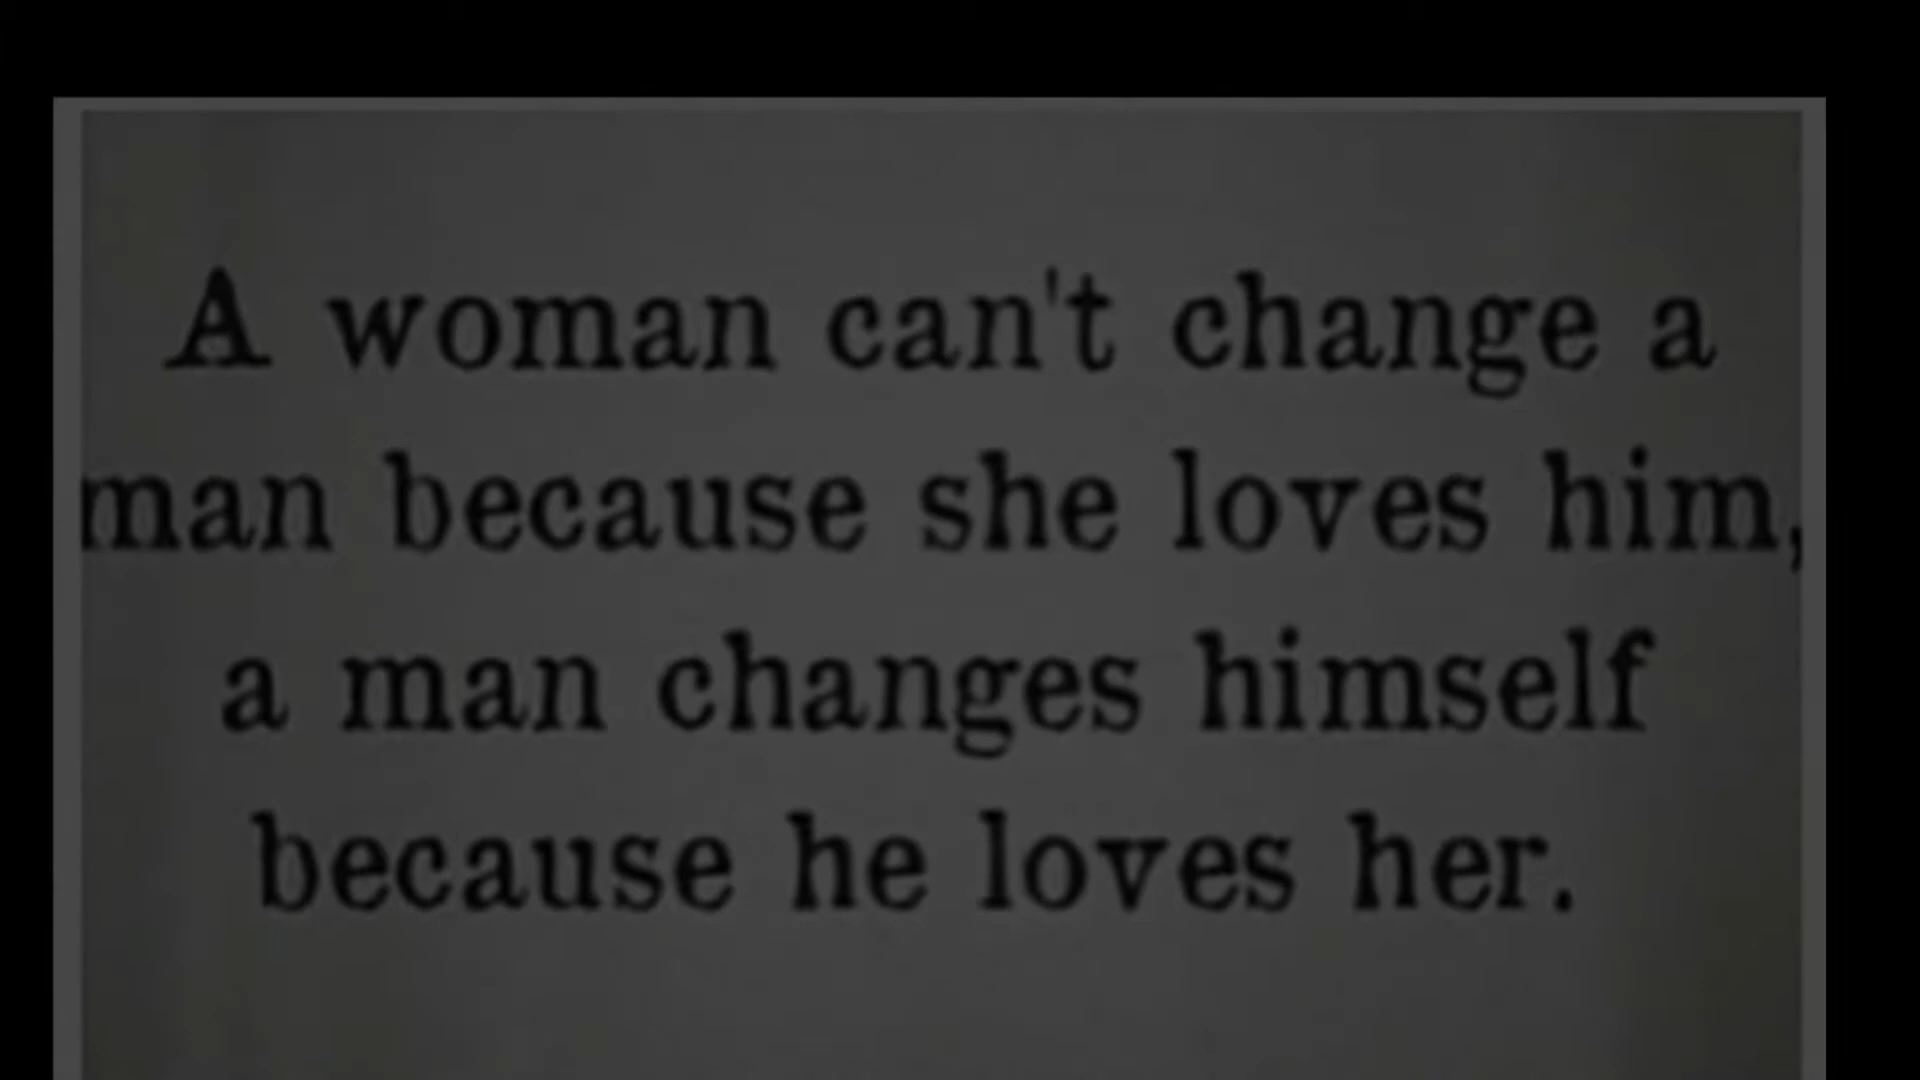 A woman can't change a
man because she loves him,
a man changes himself
because he loves her.